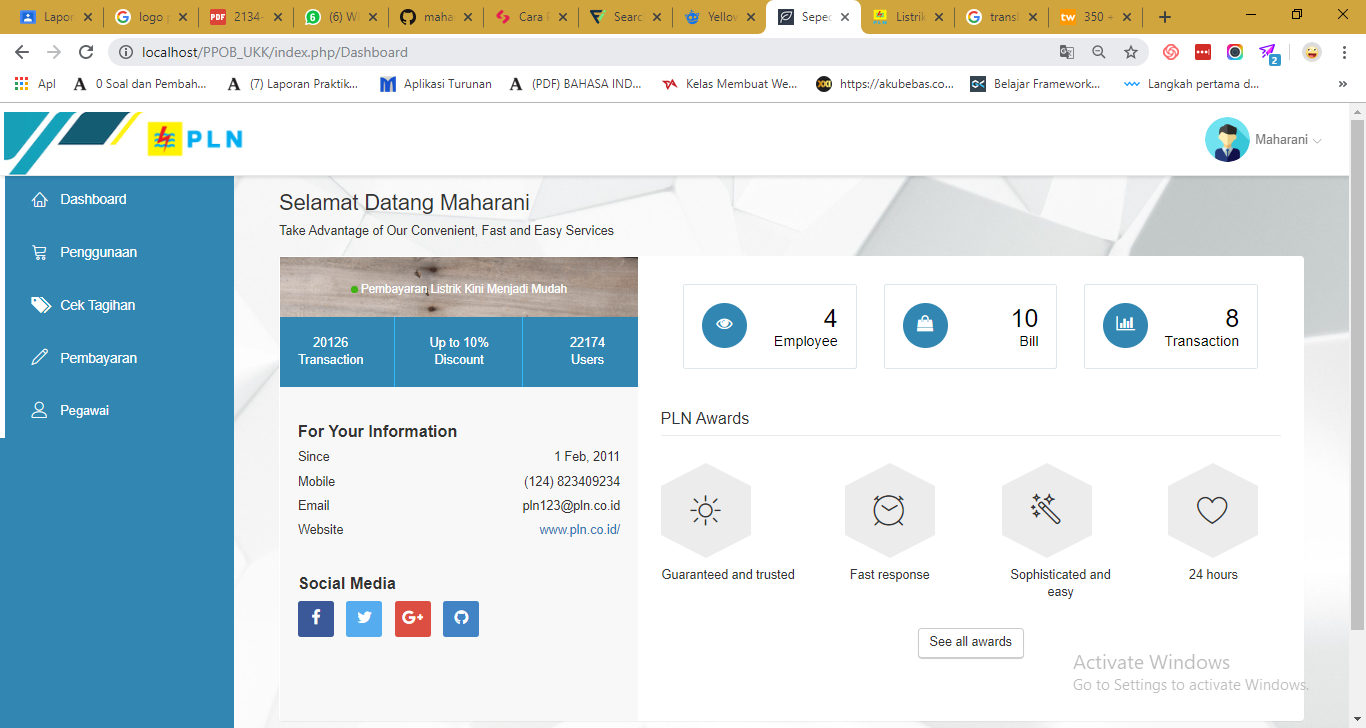 Lapor
logo p
2134-
(6) W
maha
Cara
Searc
Yellow
Seped
Listrik
transl
350 +
localhost/PPOB_UKK/index.php/Dashboard
2
Apl
0 Soal dan Pembah...
(7) Laporan Praktik...
Aplikasi Turunan
(PDF) BAHASA IND...
Kelas Membuat We...
https://akubebas.co...
Belajar Framework...
Langkah pertama d...
»
PLN
Maharani
Dashboard
Penggunaan
Cek Tagihan
Pembayaran
Pegawai
Selamat Datang Maharani
Take Advantage of Our Convenient, Fast and Easy Services
Pembayaran Listrik Kini Menjadi Mudah
20126 Up to 10% 22174
Transaction Discount Users
4 10 8
Employee Bill Transaction
For Your Information
Since 1 Feb, 2011
Mobile (124) 823409234
Email pln123@pln.co.id
Website www.pln.co.id/
Social Media
PLN Awards
Guaranteed and trusted
Fast response
Sophisticated and
easy
24 hours
See all awards
Activate Windows
Go to Settings to activate Windows.